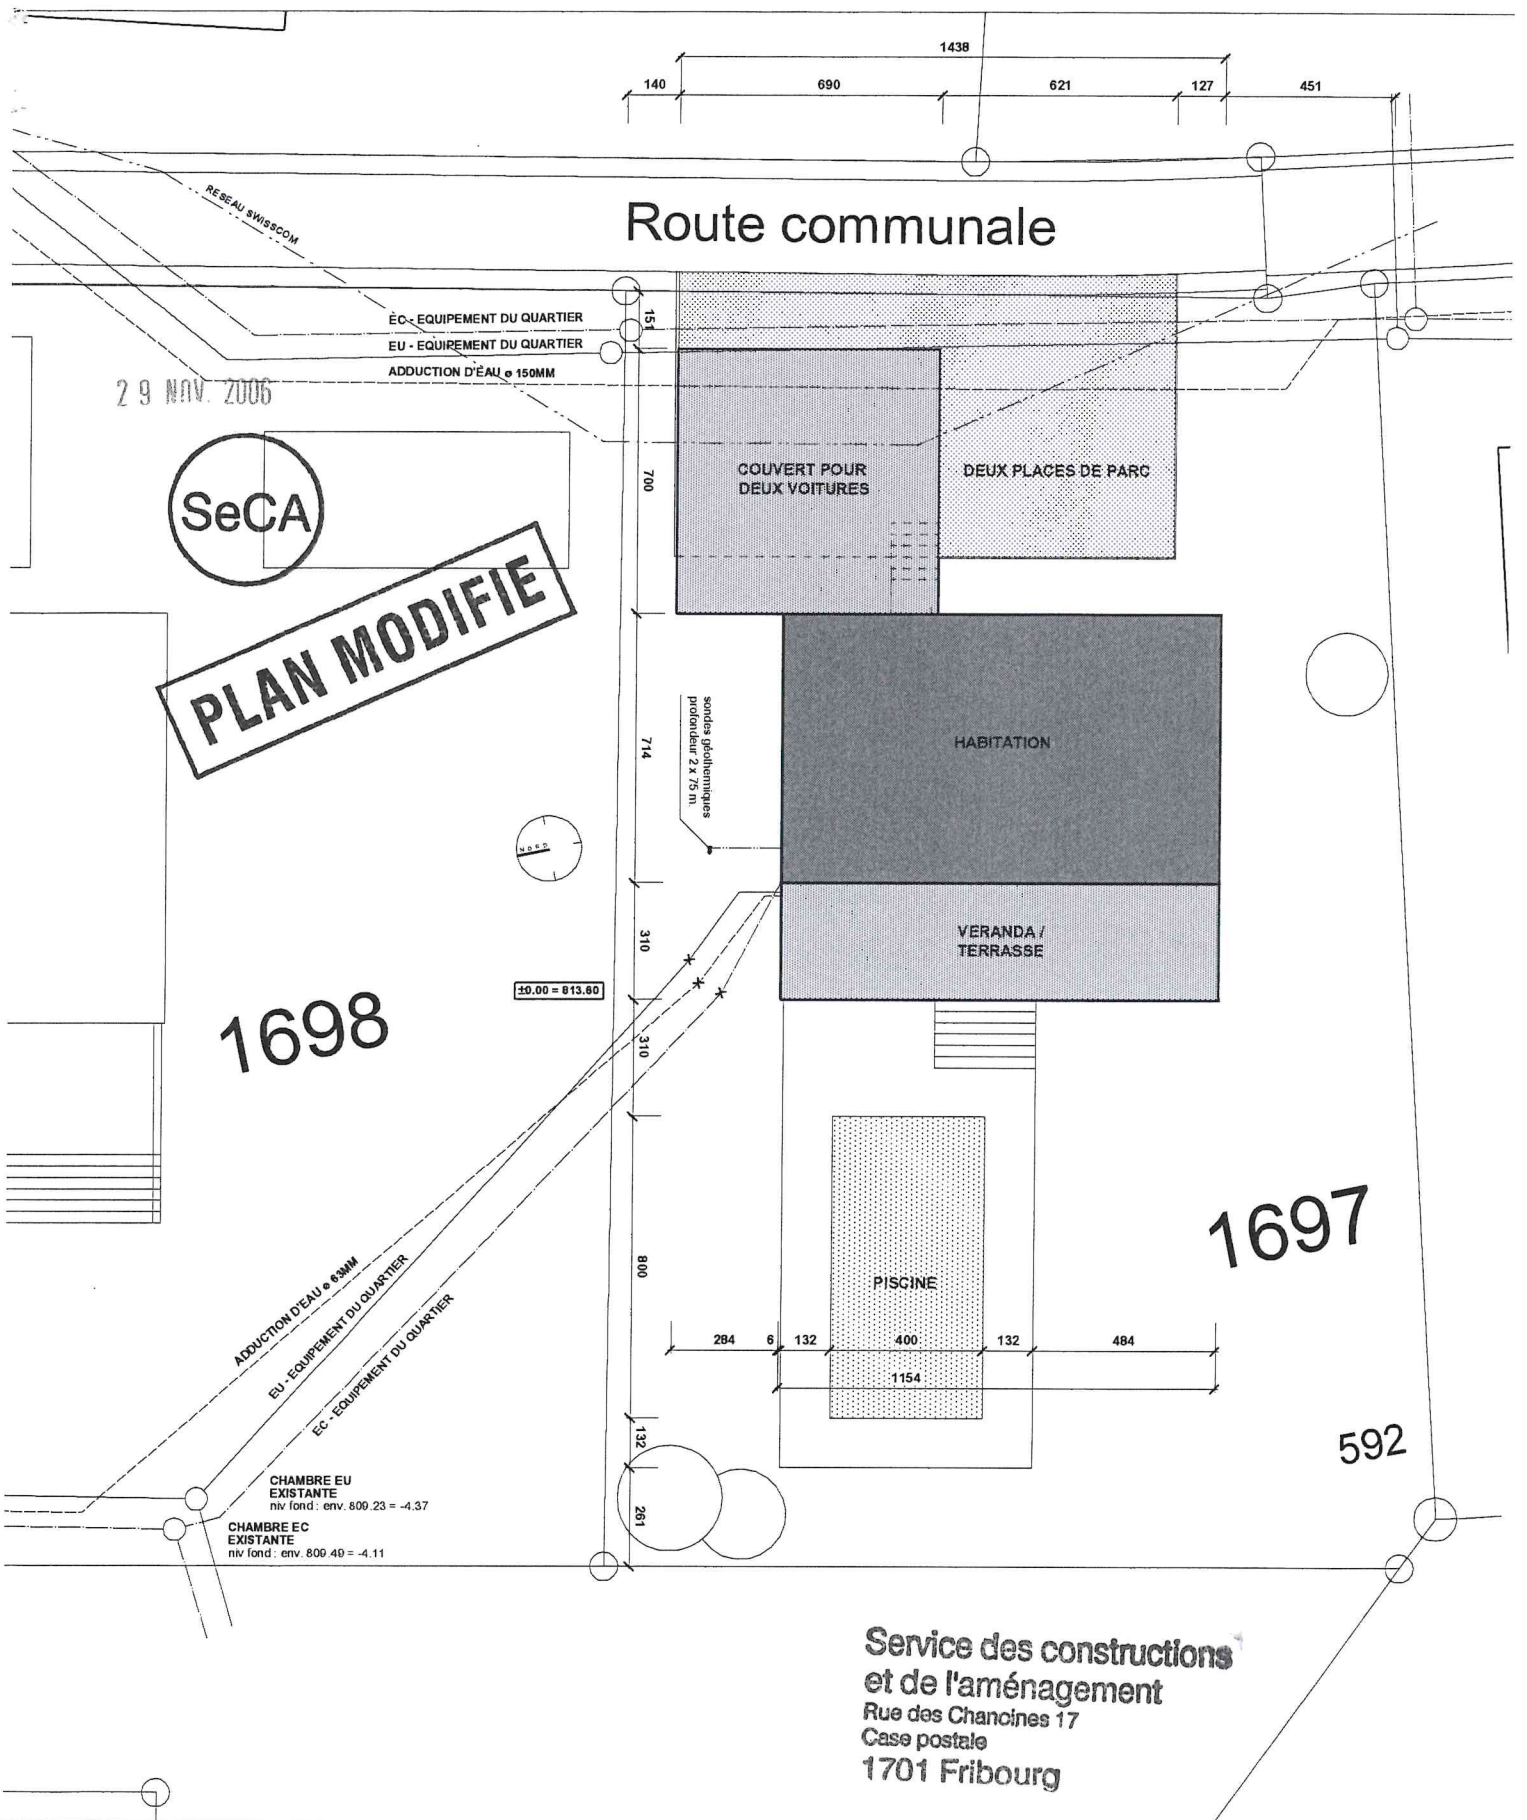 1438
140
690
621
127
451
RESEAU SWISSCOM
Route communale
EC - EQUIPEMENT DU QUARTIER
EU - EQUIPEMENT DU QUARTIER
ADDUCTION D'EAU ø 150MM
151
29 NOV. 2006
SeCA
PLAN MODIFIE
700
COUVERT POUR
DEUX VOITURES
DEUX PLACES DE PARC
714
sondes géothermiques
profondeur 2 x 75 m.
HABITATION
NORD
310
VERANDA /
TERRASSE
±0.00 = 813.60
1698
310
1697
800
PISCINE
ADDUCTION D'EAU ø 63MM
EU - EQUIPEMENT DU QUARTIER
EC - EQUIPEMENT DU QUARTIER
284
6
132
400
132
484
1154
132
592
261
CHAMBRE EU
EXISTANTE
niv fond : env. 809.23 = -4.37
CHAMBRE EC
EXISTANTE
niv fond : env. 809.49 = -4.11
Service des constructions
et de l'aménagement
Rue des Chanoines 17
Case postale
1701 Fribourg